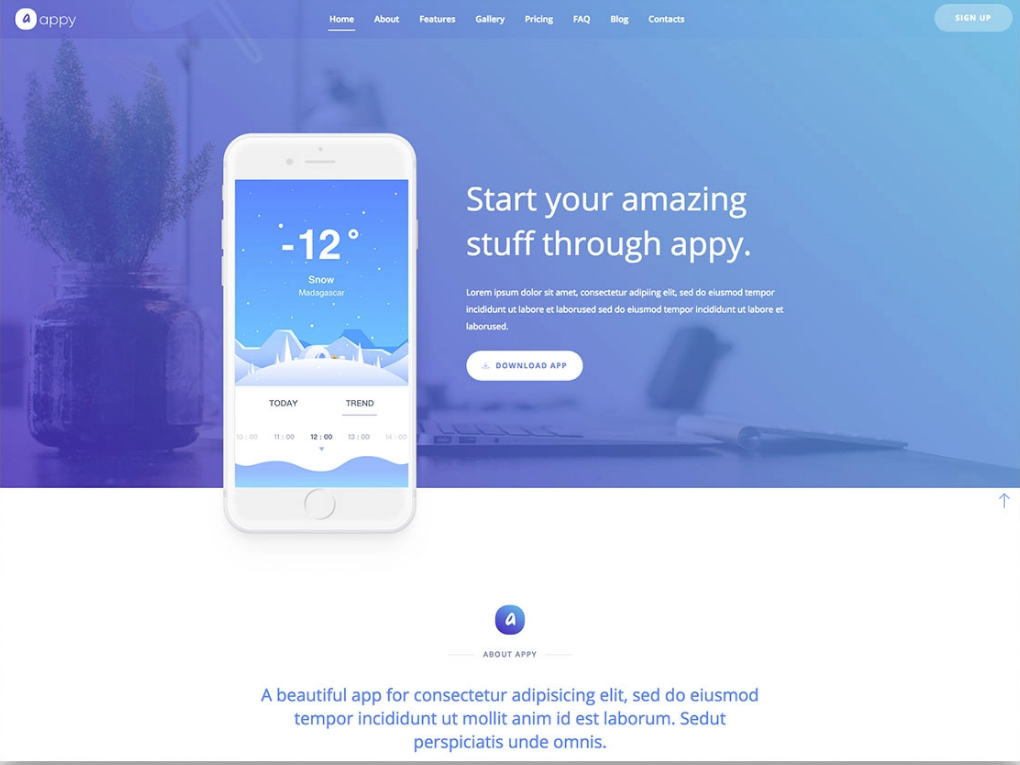 appy
Home About Features Gallery Pricing FAQ Blog Contacts
SIGN UP
-12°
Snow
Madagascar
TODAY TREND
10 : 00 11 : 00 12 : 00 13 : 00 14 : 00
Start your amazing
stuff through appy.
Lorem ipsum dolor sit amet, consectetur adipiing elit, sed do eiusmod tempor
incididunt ut labore et laborused sed do eiusmod tempor incididunt ut labore et
laborused.
DOWNLOAD APP
a
ABOUT APPY
A beautiful app for consectetur adipisicing elit, sed do eiusmod
tempor incididunt ut mollit anim id est laborum. Sedut
perspiciatis unde omnis.